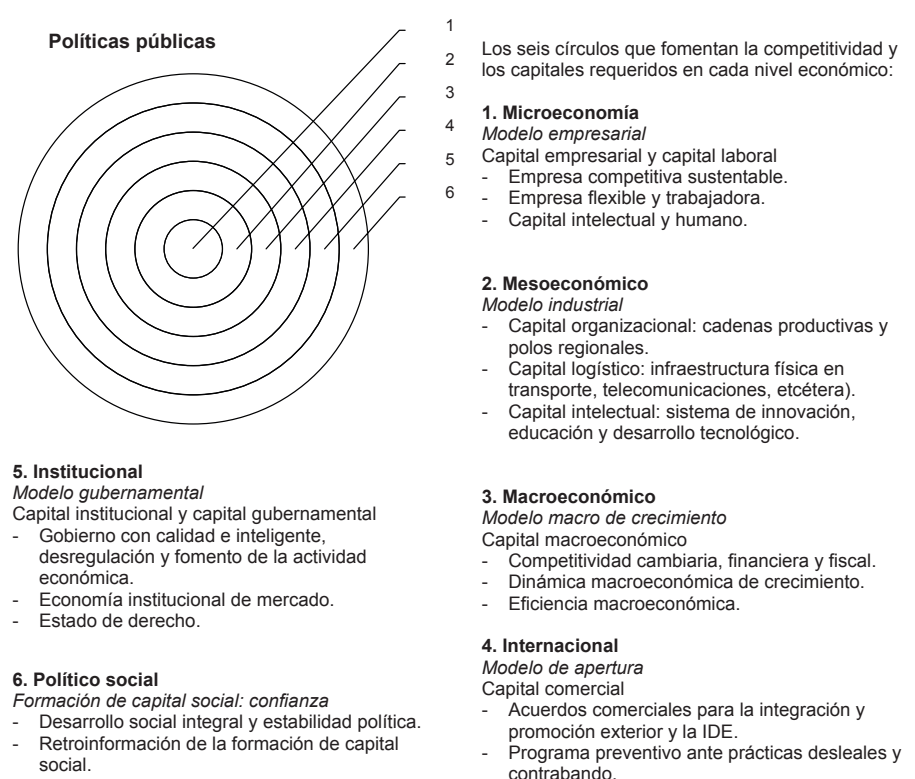 Políticas públicas
1
2
3
4
5
6
Los seis círculos que fomentan la competitividad y
los capitales requeridos en cada nivel económico:
1. Microeconomía
Modelo empresarial
Capital empresarial y capital laboral
- Empresa competitiva sustentable.
- Empresa flexible y trabajadora.
- Capital intelectual y humano.
2. Mesoeconómico
Modelo industrial
- Capital organizacional: cadenas productivas y
polos regionales.
- Capital logístico: infraestructura física en
transporte, telecomunicaciones, etcétera).
- Capital intelectual: sistema de innovación,
educación y desarrollo tecnológico.
3. Macroeconómico
Modelo macro de crecimiento
Capital macroeconómico
- Competitividad cambiaria, financiera y fiscal.
- Dinámica macroeconómica de crecimiento.
- Eficiencia macroeconómica.
4. Internacional
Modelo de apertura
Capital comercial
- Acuerdos comerciales para la integración y
promoción exterior y la IDE.
- Programa preventivo ante prácticas desleales y
contrabando.
5. Institucional
Modelo gubernamental
Capital institucional y capital gubernamental
- Gobierno con calidad e inteligente,
desregulación y fomento de la actividad
económica.
- Economía institucional de mercado.
- Estado de derecho.
6. Político social
Formación de capital social: confianza
- Desarrollo social integral y estabilidad política.
- Retroinformación de la formación de capital
social.